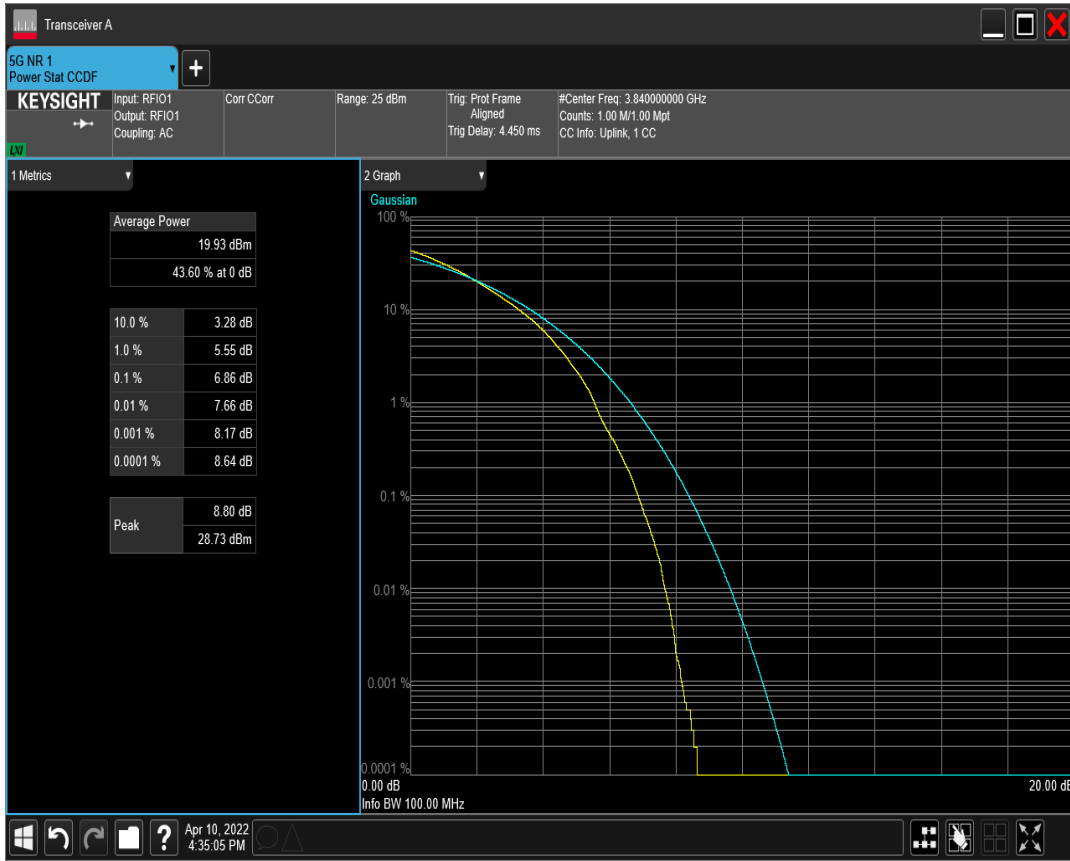 Transceiver A
5G NR 1
Power Stat CCDF
KEYSIGHT
LXI
Input: RFIO1
Output: RFIO1
Coupling: AC
Corr CCorr
Range: 25 dBm
Trig: Prot Frame
Aligned
Trig Delay: 4.450 ms
#Center Freq: 3.840000000 GHz
Counts: 1.00 M/1.00 Mpt
CC Info: Uplink, 1 CC
1 Metrics
Average Power
19.93 dBm
43.60 % at 0 dB
10.0 % 3.28 dB
1.0 % 5.55 dB
0.1 % 6.86 dB
0.01 % 7.66 dB
0.001 % 8.17 dB
0.0001 % 8.64 dB
Peak 8.80 dB
28.73 dBm
2 Graph
Gaussian
100 %
10 %
1 %
0.1 %
0.01 %
0.001 %
0.0001 %
0.00 dB 20.00 dB
Info BW 100.00 MHz
?
Apr 10, 2022
4:35:05 PM